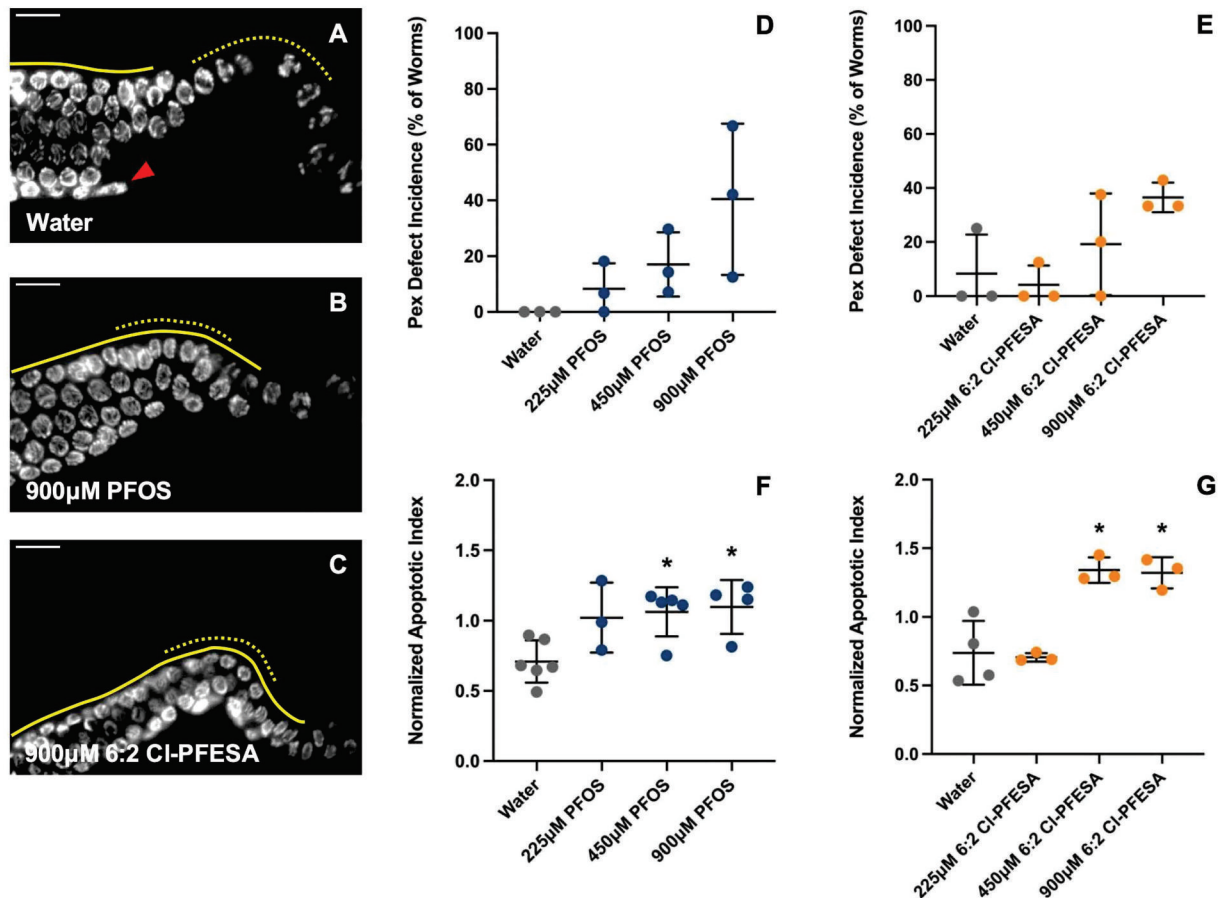 A
Water
B
900µM PFOS
C
900µM 6:2 Cl-PFESA
D
Pex Defect Incidence (% of Worms)
100
80
60
40
20
0
Water
225µM PFOS
450µM PFOS
900µM PFOS
E
Pex Defect Incidence (% of Worms)
100
80
60
40
20
0
Water
225µM 6:2 Cl-PFESA
450µM 6:2 Cl-PFESA
900µM 6:2 Cl-PFESA
F
Normalized Apoptotic Index
2.0
1.5
1.0
0.5
0.0
*
*
Water
225µM PFOS
450µM PFOS
900µM PFOS
G
Normalized Apoptotic Index
2.0
1.5
1.0
0.5
0.0
*
*
Water
225µM 6:2 Cl-PFESA
450µM 6:2 Cl-PFESA
900µM 6:2 Cl-PFESA